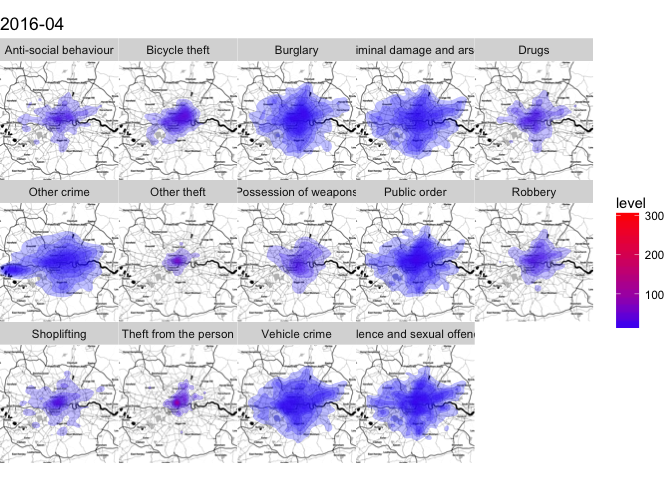 2016-04
Anti-social behaviour
Bicycle theft
Burglary
iminal damage and ars
Drugs
Other crime
Other theft
Possession of weapons
Public order
Robbery
level
300
200
100
Shoplifting
Theft from the person
Vehicle crime
lence and sexual offenc